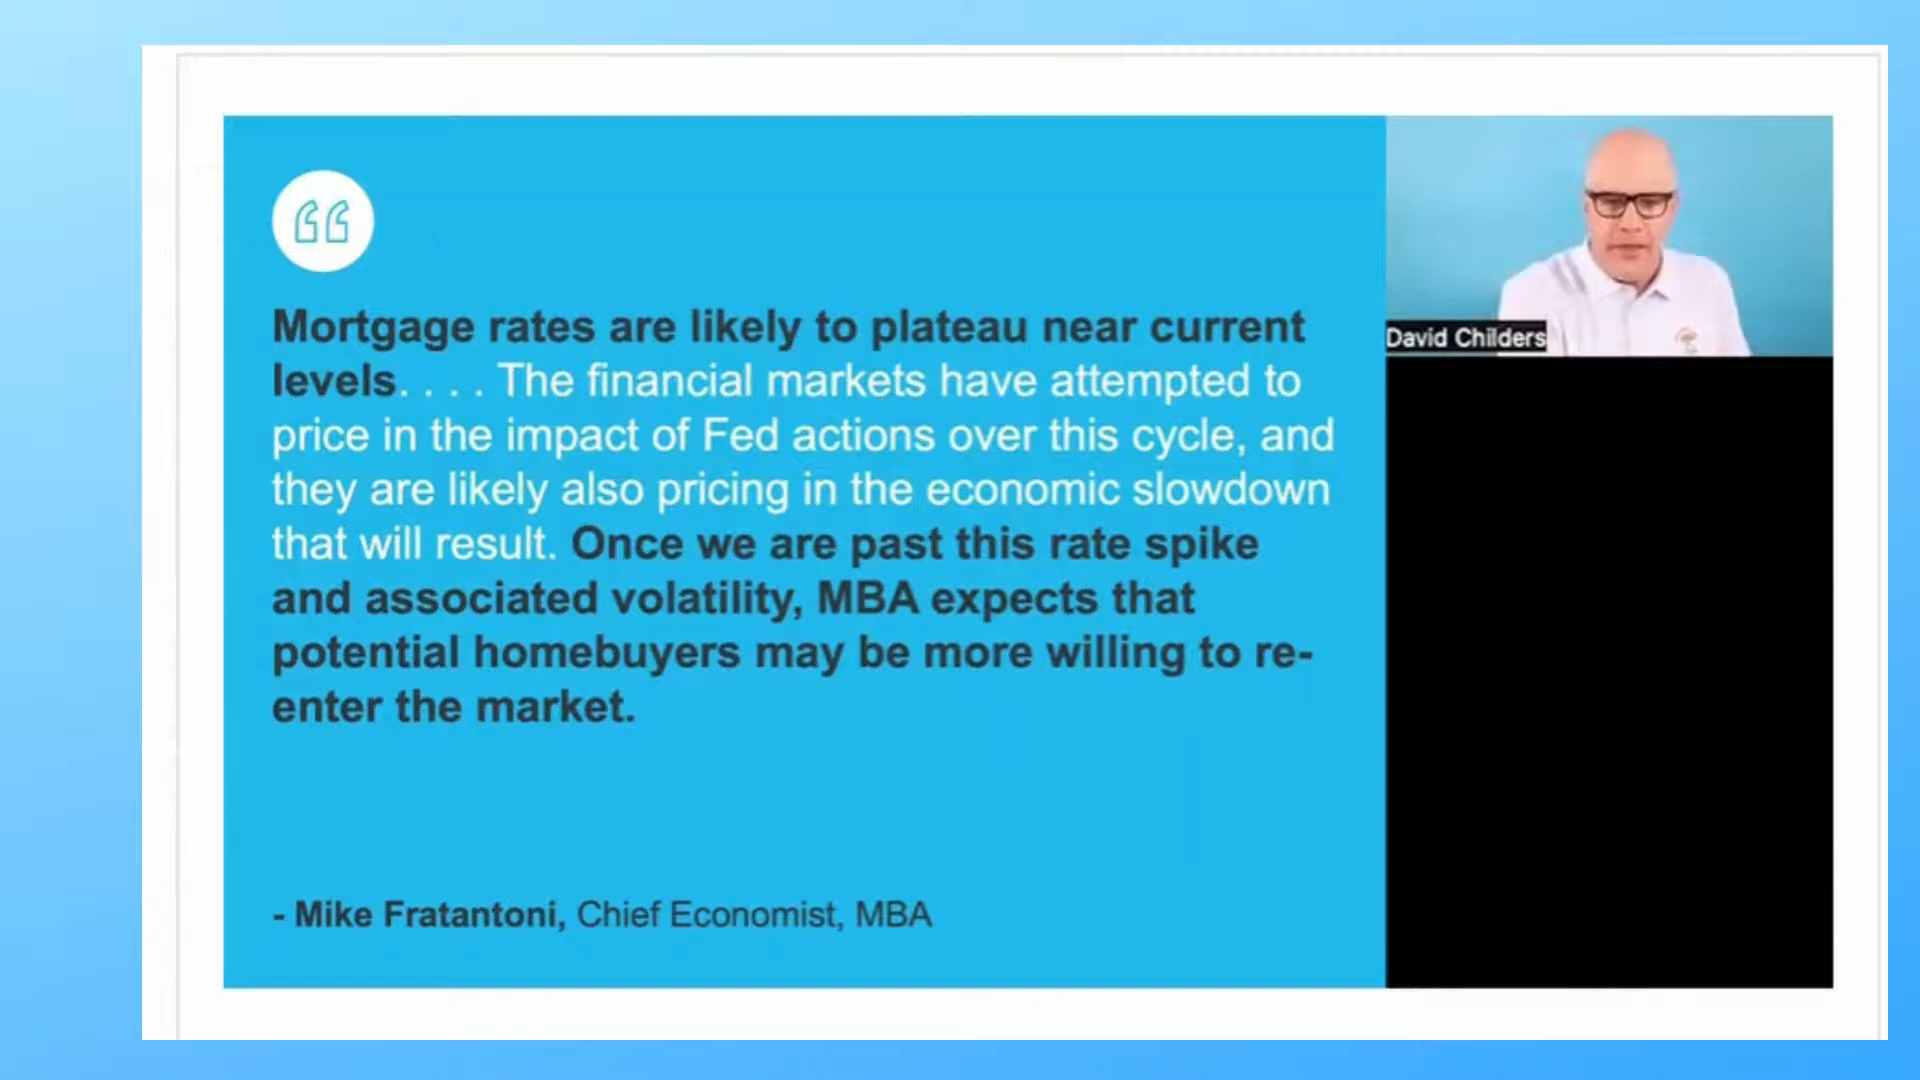 Mortgage rates are likely to plateau near current
levels. . . . The financial markets have attempted to
price in the impact of Fed actions over this cycle, and
they are likely also pricing in the economic slowdown
that will result. Once we are past this rate spike
and associated volatility, MBA expects that
potential homebuyers may be more willing to re-
enter the market.
- Mike Fratantoni, Chief Economist, MBA
David Childers